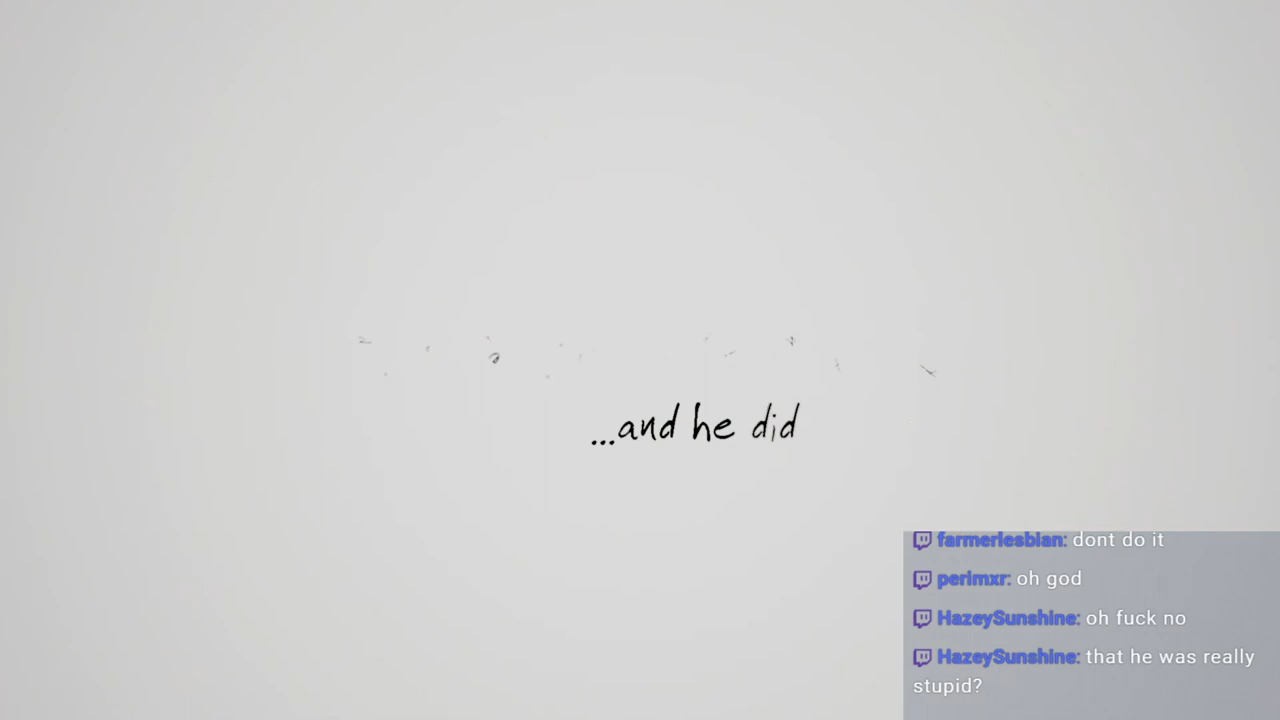 ...and he did
farmerlesbian: dont do it
perimxr: oh god
HazeySunshine: oh fuck no
HazeySunshine: that he was really
stupid?